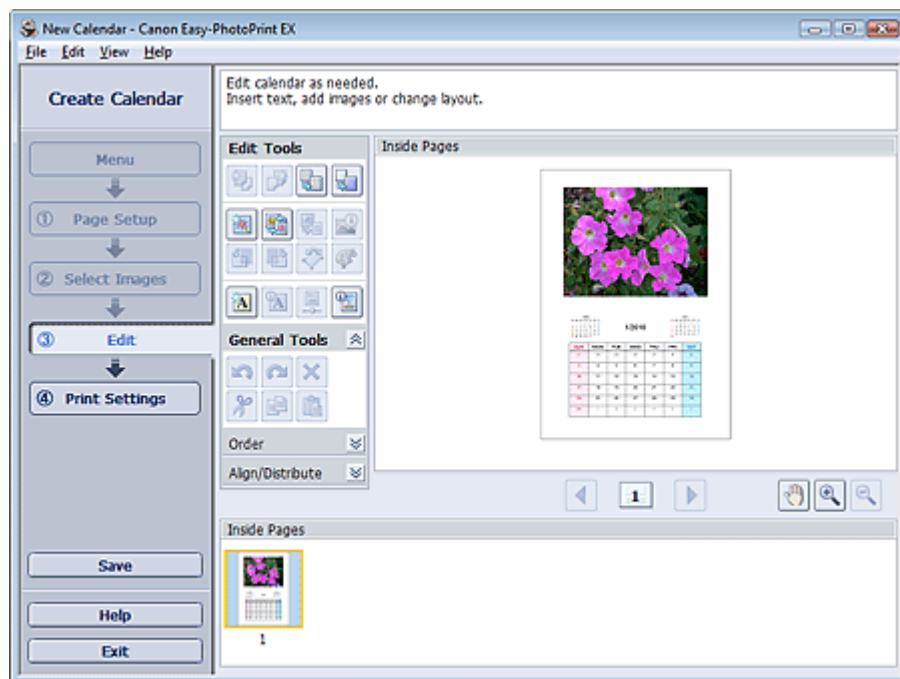 New Calendar - Canon Easy-PhotoPrint EX
File Edit View Help
Create Calendar
Menu
① Page Setup
② Select Images
③ Edit
④ Print Settings
Save
Help
Exit
Edit calendar as needed.
Insert text, add images or change layout.
Edit Tools
General Tools
Order
Align/Distribute
Inside Pages
1
Inside Pages
1